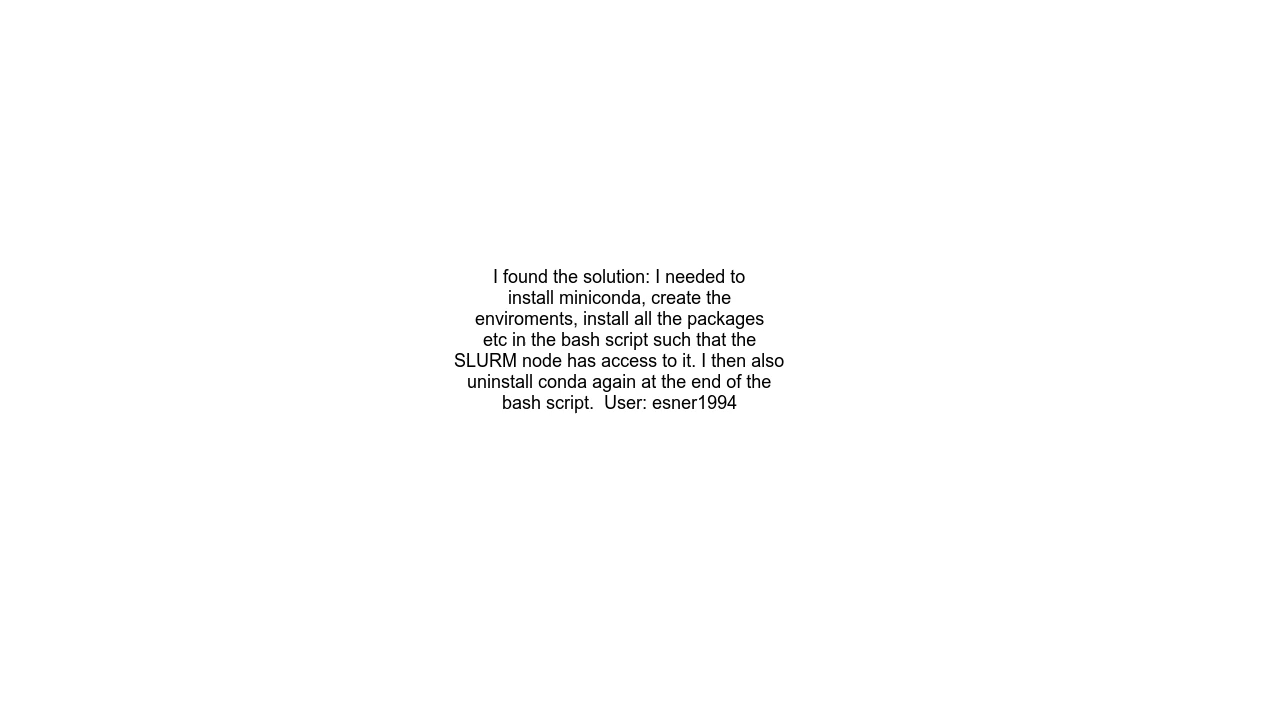 I found the solution: I needed to
install miniconda, create the
enviroments, install all the packages
etc in the bash script such that the
SLURM node has access to it. I then also
uninstall conda again at the end of the
bash script.  User: esner1994